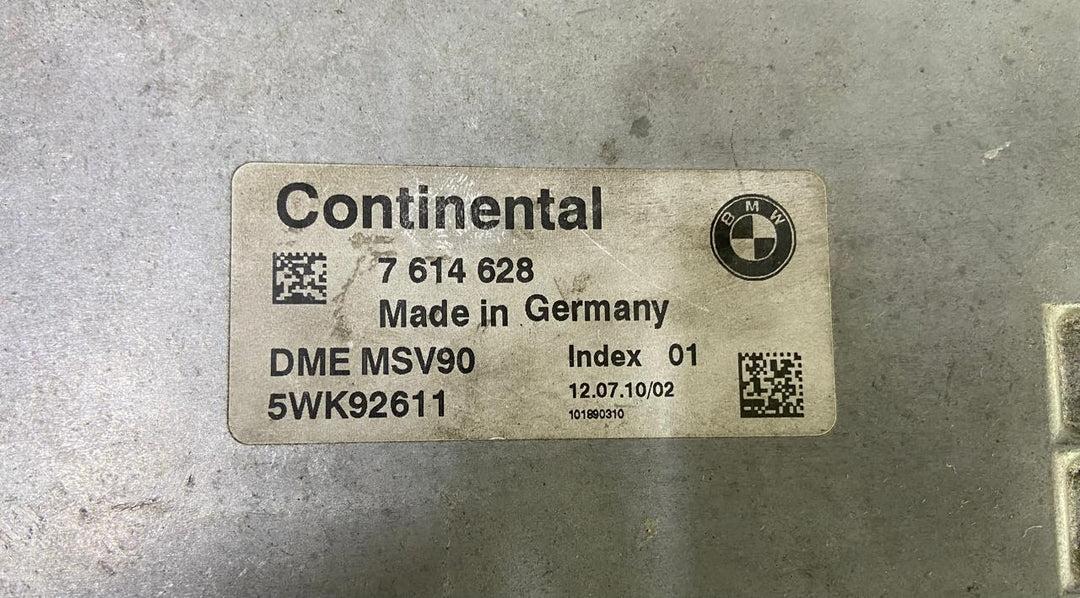 Continental
BMW
7 614 628
Made in Germany
DME MSV90
Index 01
5WK92611
12.07.10/02
101890310